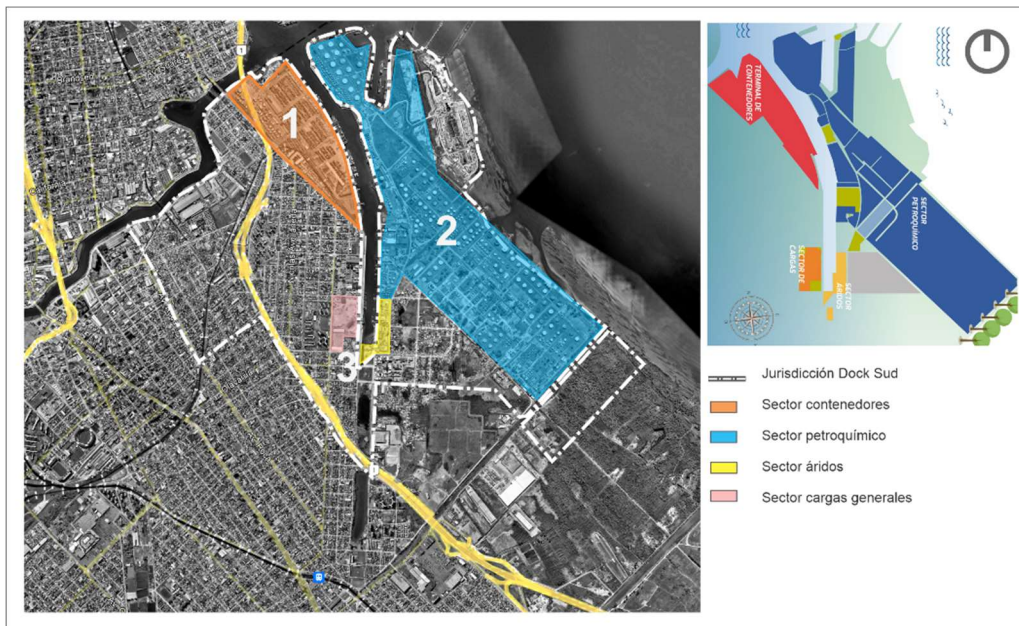 1
1
2
3
TERMINAL DE
CONTENEDORES
SECTOR
PETROQUÍMICO
SECTOR DE
CARGAS
SECTOR
ÁRIDOS
Jurisdicción Dock Sud
Sector contenedores
Sector petroquímico
Sector áridos
Sector cargas generales